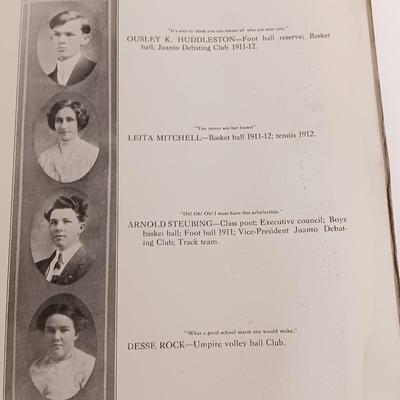 "It's nice to think you can amuse all who are near you."
OUSLEY K. HUDDLESTON—Foot ball reserve; Basket
ball; Juanto Debating Club 1911-12.
"You never see her frown"
LEITA MITCHELL—Basket ball 1911-12; tennis 1912.
"Oh! Oh! Oh! I must have that scholarship."
ARNOLD STEUBING—Class poet; Executive council; Boys
basket ball; Foot ball 1911; Vice-President Juanto Debat-
ing Club; Track team.
"What a good school marm she would make."
DESSE ROCK—Umpire volley ball Club.